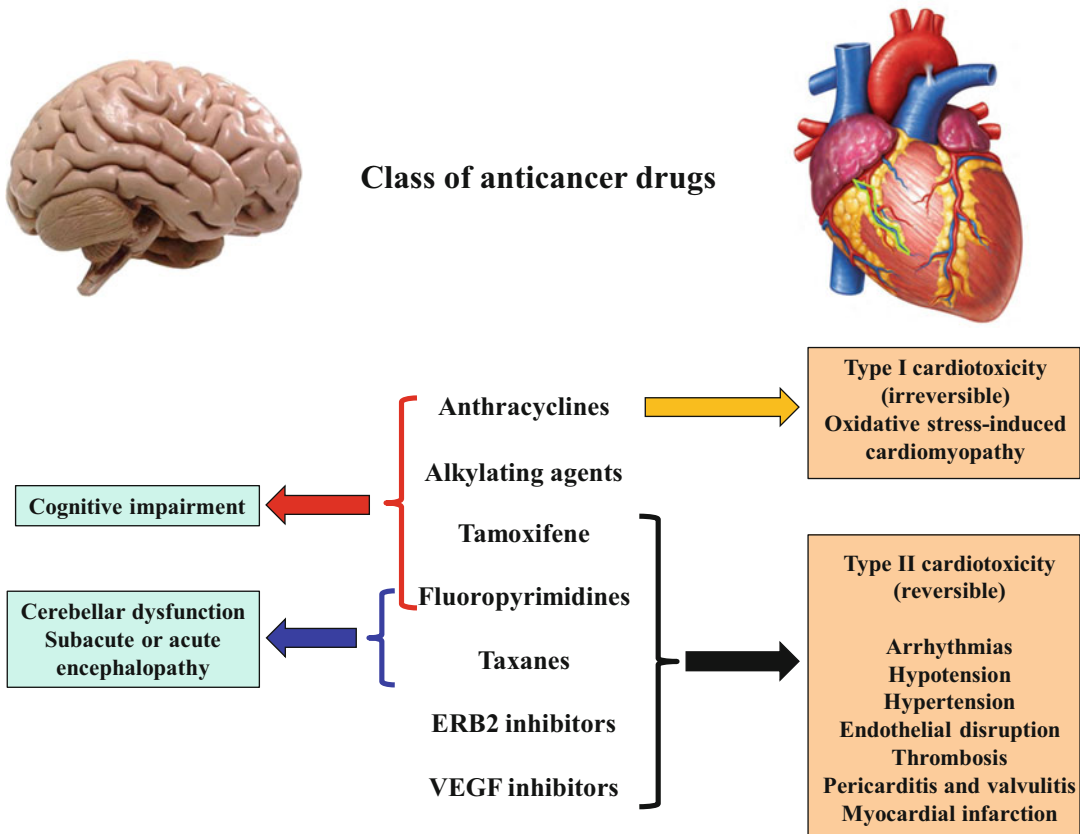 Class of anticancer drugs
Type I cardiotoxicity
(irreversible)
Oxidative stress-induced
cardiomyopathy
Anthracyclines
Alkylating agents
Cognitive impairment
Tamoxifene
Type II cardiotoxicity
(reversible)
Fluoropyrimidines
Cerebellar dysfunction
Subacute or acute
encephalopathy
Taxanes
Arrhythmias
Hypotension
Hypertension
Endothelial disruption
Thrombosis
Pericarditis and valvulitis
Myocardial infarction
ERB2 inhibitors
VEGF inhibitors